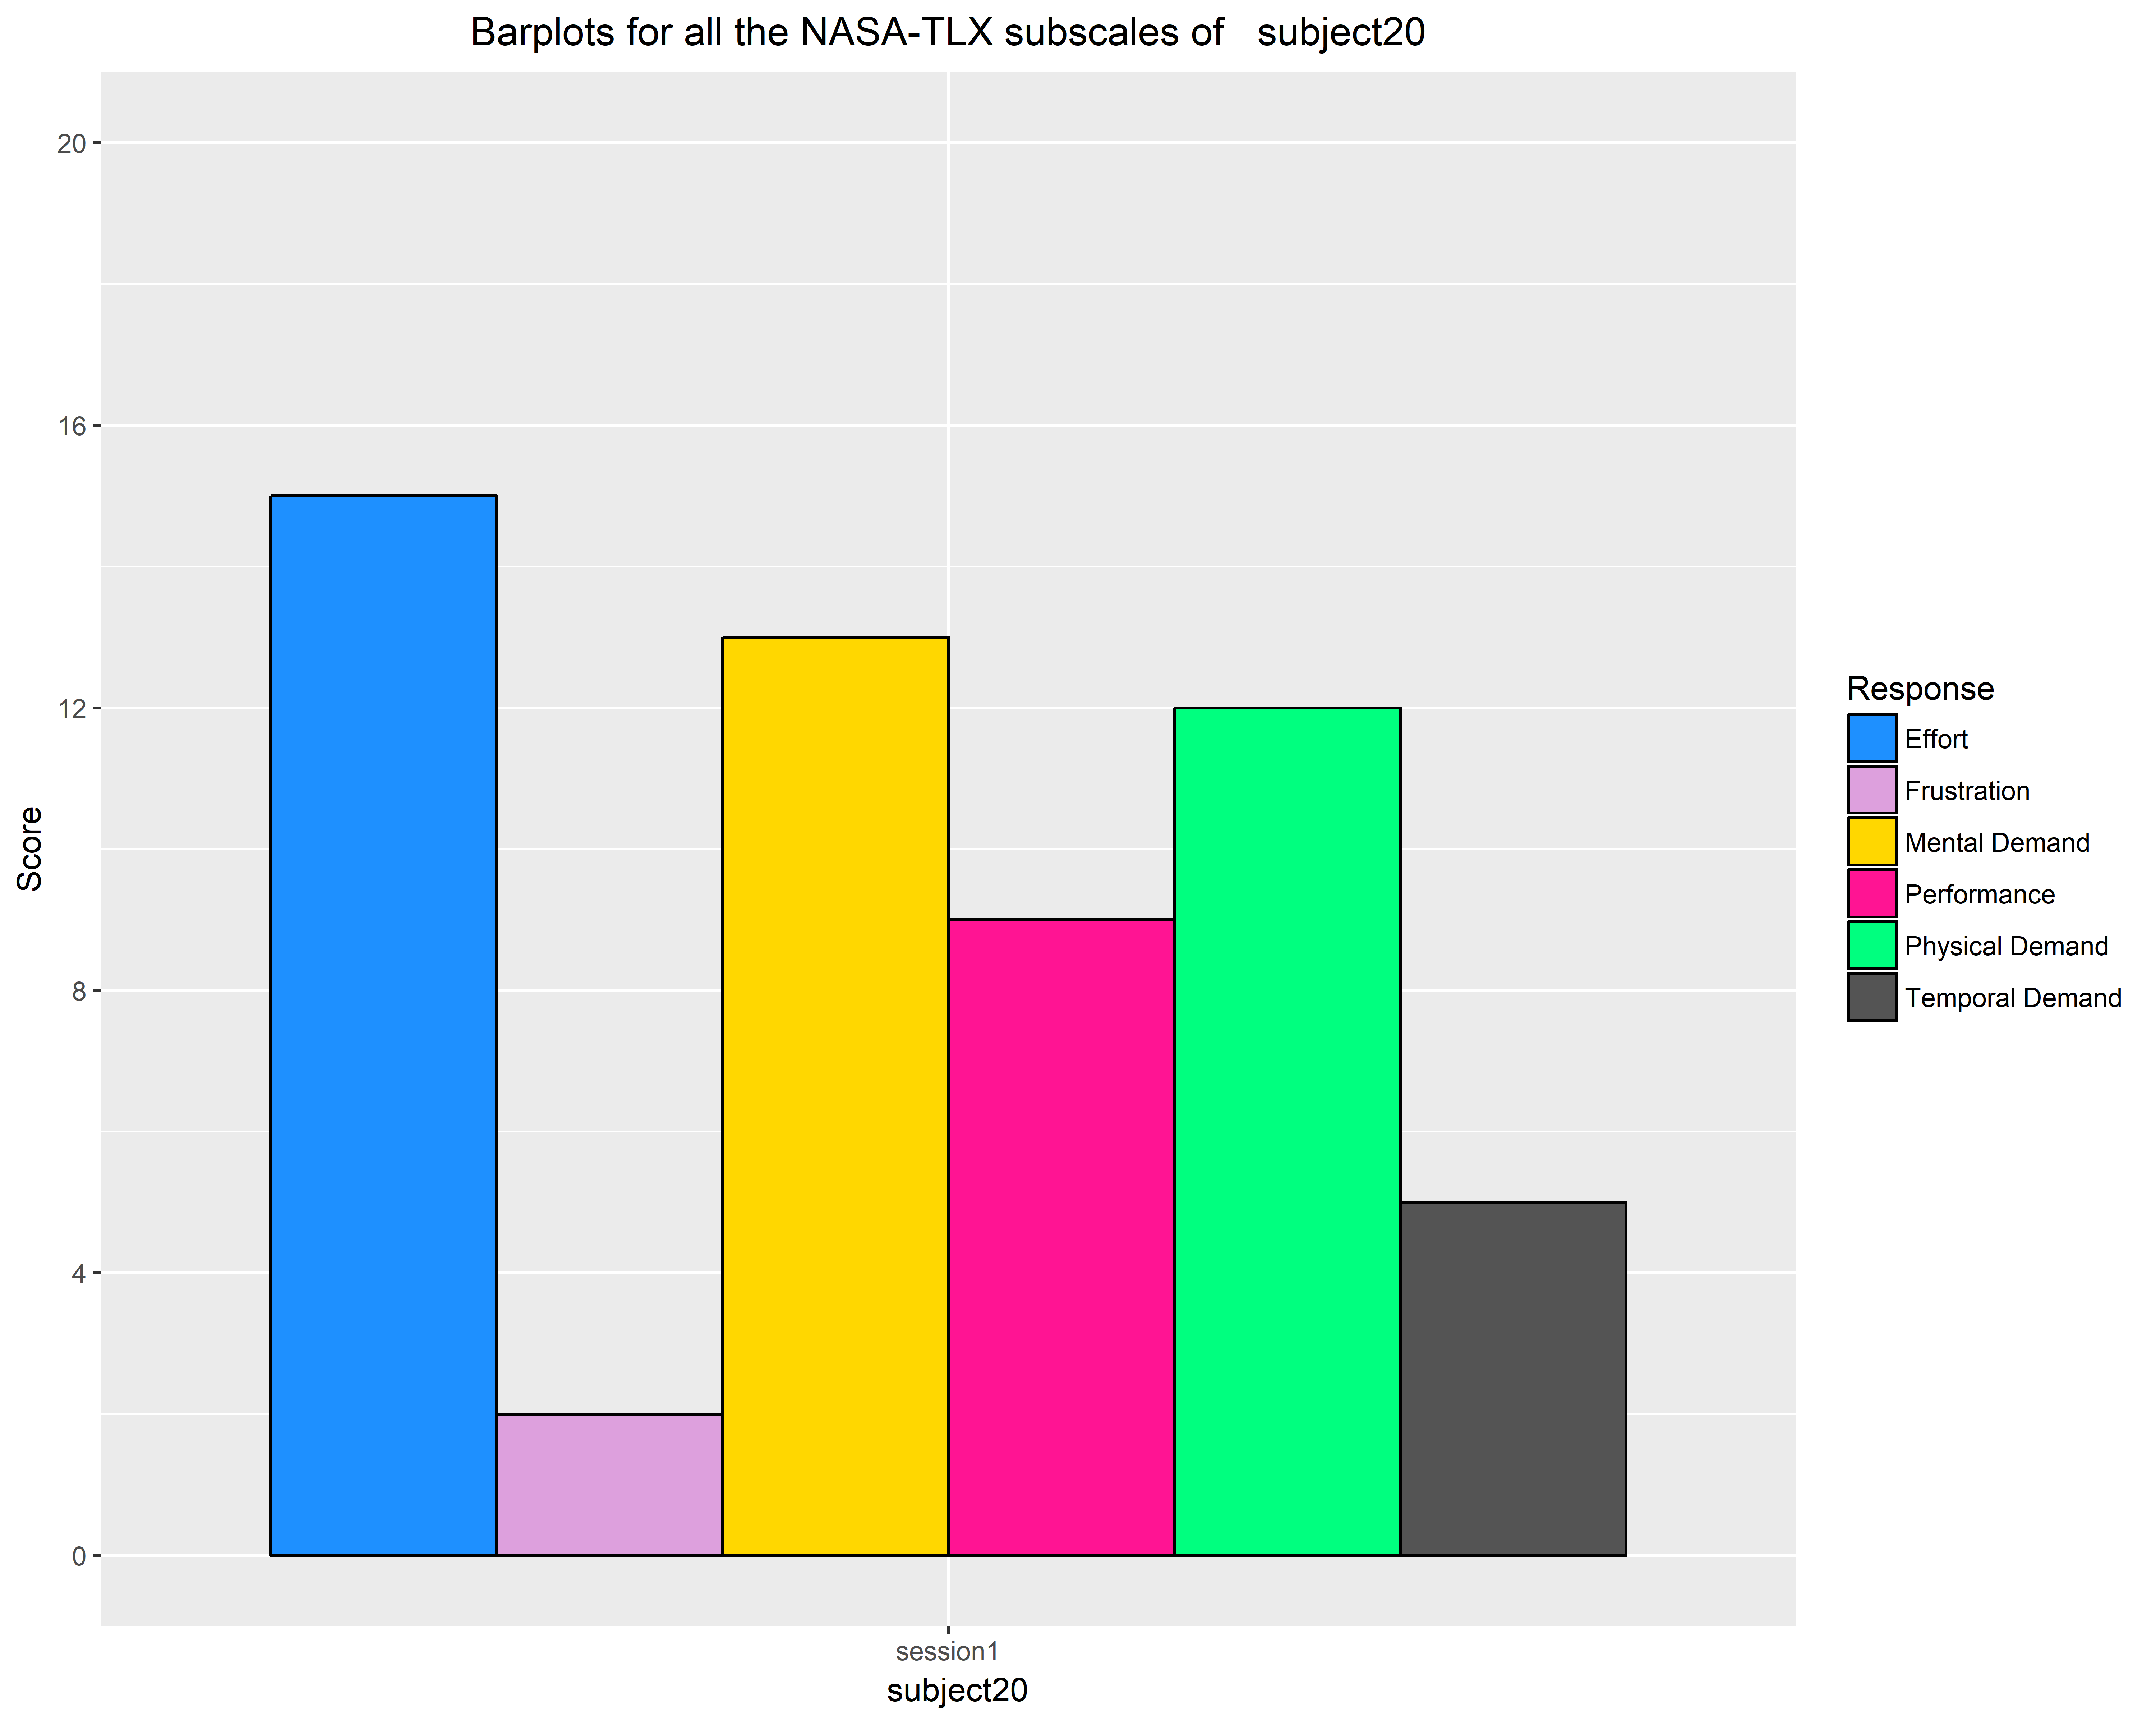 Barplots for all the NASA-TLX subscales of   subject20
20
16
12
8
4
0
Score
session1
subject20
Response
Effort
Frustration
Mental Demand
Performance
Physical Demand
Temporal Demand